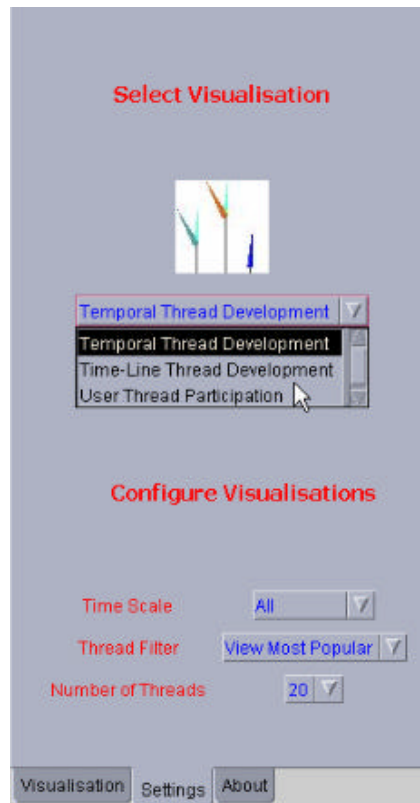 Select Visualisation
Temporal Thread Development
Temporal Thread Development
Time-Line Thread Development
User Thread Participation
Configure Visualisations
Time Scale All
Thread Filter View Most Popular
Number of Threads 20
Visualisation Settings About